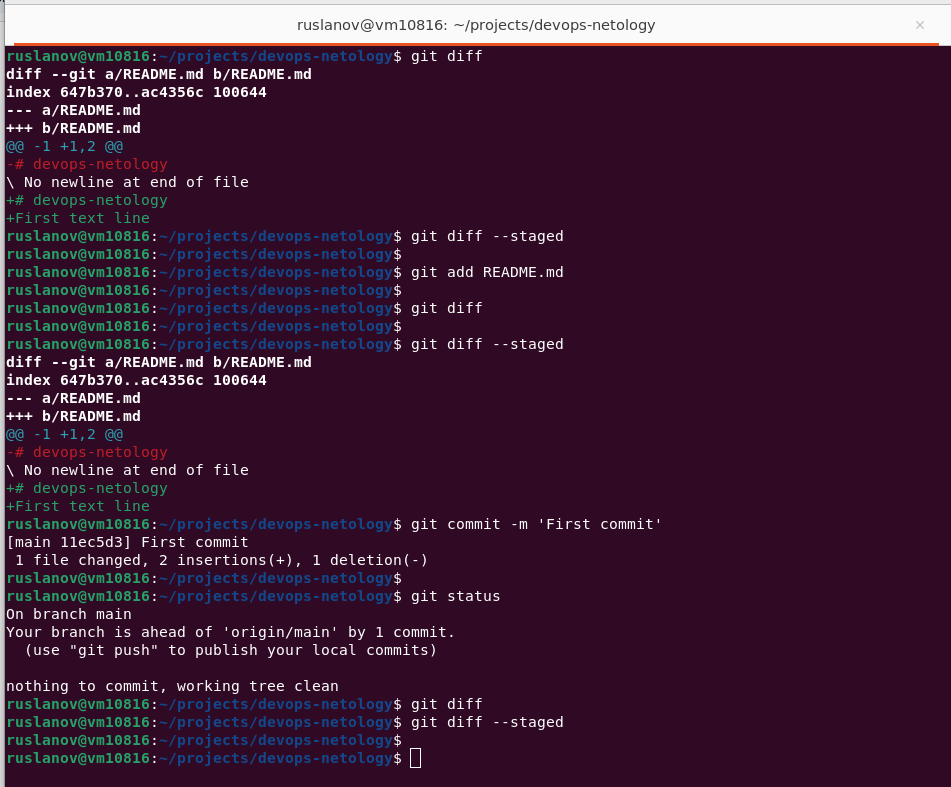 ruslanov@vm10816: ~/projects/devops-netology
ruslanov@vm10816:~/projects/devops-netology$ git diff
diff --git a/README.md b/README.md
index 647b370..ac4356c 100644
--- a/README.md
+++ b/README.md
@@ -1 +1,2 @@
-# devops-netology
\ No newline at end of file
+# devops-netology
+First text line
ruslanov@vm10816:~/projects/devops-netology$ git diff --staged
ruslanov@vm10816:~/projects/devops-netology$
ruslanov@vm10816:~/projects/devops-netology$ git add README.md
ruslanov@vm10816:~/projects/devops-netology$
ruslanov@vm10816:~/projects/devops-netology$ git diff
ruslanov@vm10816:~/projects/devops-netology$
ruslanov@vm10816:~/projects/devops-netology$ git diff --staged
diff --git a/README.md b/README.md
index 647b370..ac4356c 100644
--- a/README.md
+++ b/README.md
@@ -1 +1,2 @@
-# devops-netology
\ No newline at end of file
+# devops-netology
+First text line
ruslanov@vm10816:~/projects/devops-netology$ git commit -m 'First commit'
[main 11ec5d3] First commit
 1 file changed, 2 insertions(+), 1 deletion(-)
ruslanov@vm10816:~/projects/devops-netology$
ruslanov@vm10816:~/projects/devops-netology$ git status
On branch main
Your branch is ahead of 'origin/main' by 1 commit.
  (use "git push" to publish your local commits)

nothing to commit, working tree clean
ruslanov@vm10816:~/projects/devops-netology$ git diff
ruslanov@vm10816:~/projects/devops-netology$ git diff --staged
ruslanov@vm10816:~/projects/devops-netology$
ruslanov@vm10816:~/projects/devops-netology$